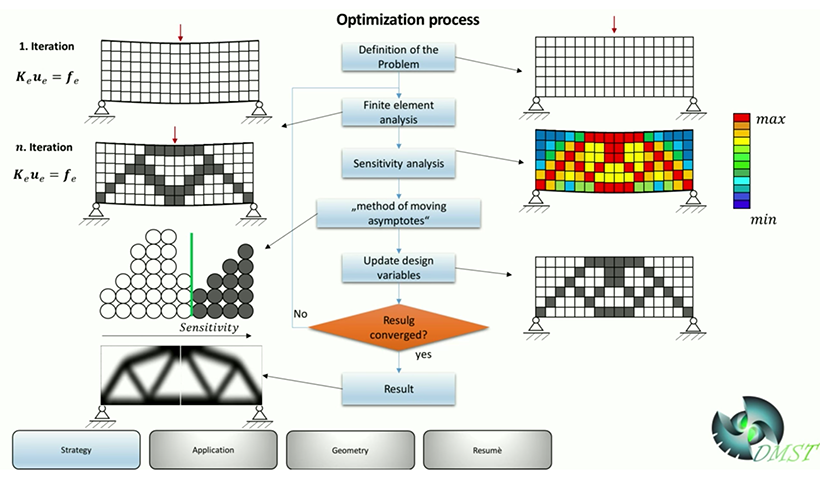 Optimization process
1. Iteration
K_e u_e = f_e
n. Iteration
K_e u_e = f_e
Definition of the
Problem
Finite element
analysis
Sensitivity analysis
„method of moving
asymptotes“
Update design
variables
No
Resulg
converged?
yes
Result
max
min
Sensitivity
Strategy
Application
Geometry
Resumè
DMST